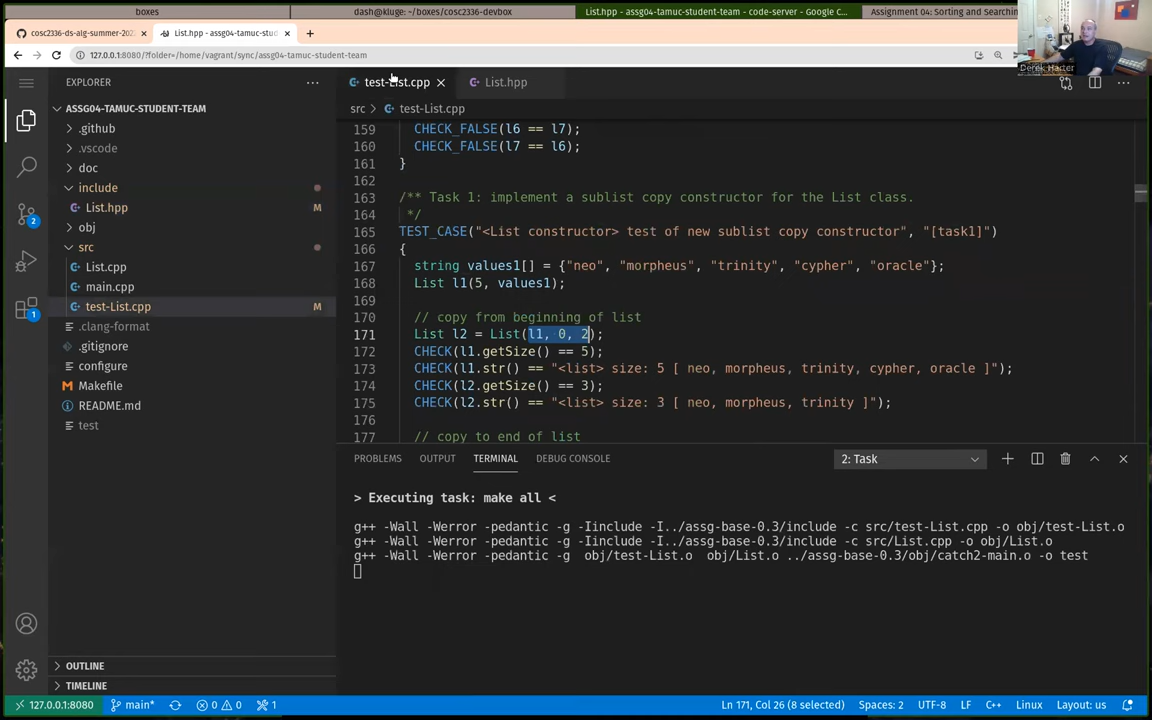 boxes
dash@kluge: ~/boxes/cosc2336-devbox
List.hpp - assg04-tamuc-student-team - code-server - Google C...
Assignment 04: Sorting and Searching
cosc2336-ds-alg-summer-202
List.hpp - assg04-tamuc-stude
127.0.0.1:8080/?folder=/home/vagrant/sync/assg04-tamuc-student-team
Derek Harter
EXPLORER
test-List.cpp
List.hpp
ASSG04-TAMUC-STUDENT-TEAM
src > test-List.cpp
.github
.vscode
doc
include
List.hpp M
obj
src
List.cpp
main.cpp
test-List.cpp M
.clang-format
.gitignore
configure
Makefile
README.md
test
OUTLINE
TIMELINE
2
1
159 CHECK_FALSE(l6 == l7);
160 CHECK_FALSE(l7 == l6);
161 }
162
163 /** Task 1: implement a sublist copy constructor for the List class.
164 */
165 TEST_CASE("<List constructor> test of new sublist copy constructor", "[task1]")
166 {
167 string values1[] = {"neo", "morpheus", "trinity", "cypher", "oracle"};
168 List l1(5, values1);
169
170 // copy from beginning of list
171 List l2 = List(l1, 0, 2);
172 CHECK(l1.getSize() == 5);
173 CHECK(l1.str() == "<list> size: 5 [ neo, morpheus, trinity, cypher, oracle ]");
174 CHECK(l2.getSize() == 3);
175 CHECK(l2.str() == "<list> size: 3 [ neo, morpheus, trinity ]");
176
177 // copy to end of list
PROBLEMS OUTPUT TERMINAL DEBUG CONSOLE
2: Task
> Executing task: make all <
g++ -Wall -Werror -pedantic -g -Iinclude -I../assg-base-0.3/include -c src/test-List.cpp -o obj/test-List.o
g++ -Wall -Werror -pedantic -g -Iinclude -I../assg-base-0.3/include -c src/List.cpp -o obj/List.o
g++ -Wall -Werror -pedantic -g obj/test-List.o obj/List.o ../assg-base-0.3/obj/catch2-main.o -o test
127.0.0.1:8080 main* 0 0 1 Ln 171, Col 26 (8 selected) Spaces: 2 UTF-8 LF C++ Linux Layout: us